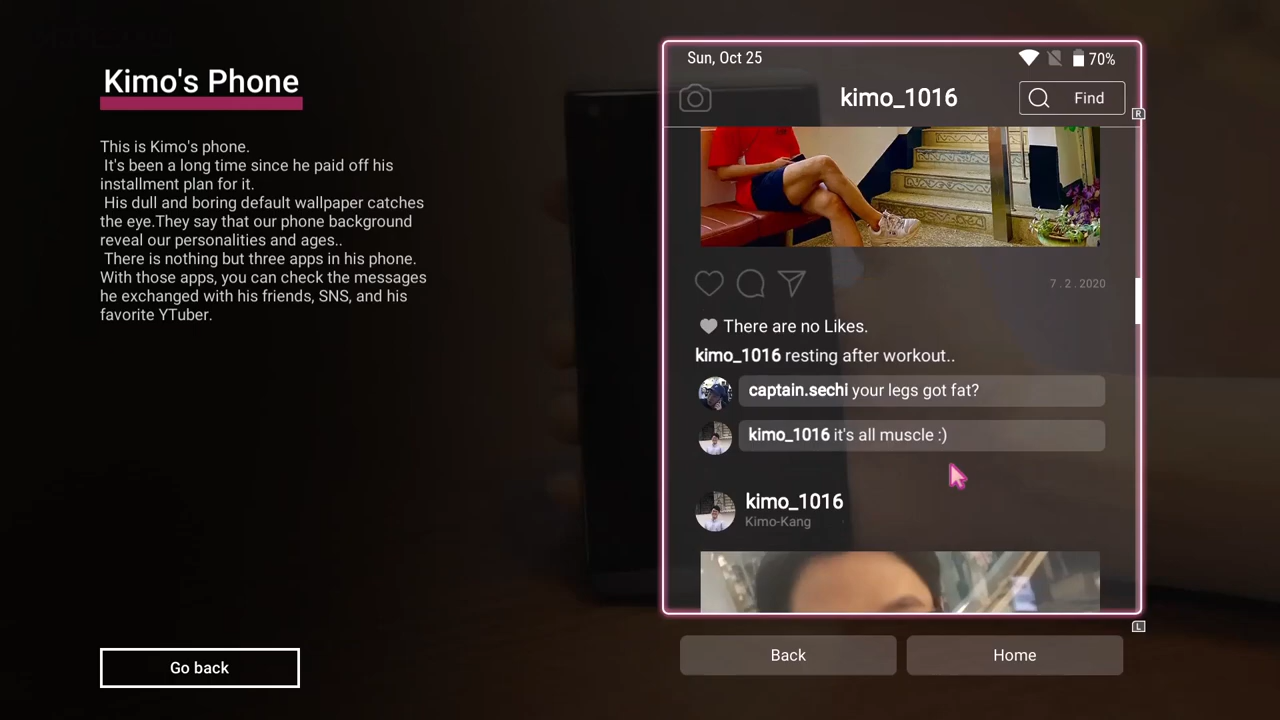 Kimo's Phone
This is Kimo's phone.
It's been a long time since he paid off his
installment plan for it.
His dull and boring default wallpaper catches
the eye.They say that our phone background
reveal our personalities and ages..
There is nothing but three apps in his phone.
With those apps, you can check the messages
he exchanged with his friends, SNS, and his
favorite YTuber.
Go back
Sun, Oct 25
70%
kimo_1016
Find
R
7 . 2 . 2020
There are no Likes.
kimo_1016 resting after workout..
captain.sechi your legs got fat?
kimo_1016 it's all muscle :)
kimo_1016
Kimo-Kang
L
Back
Home